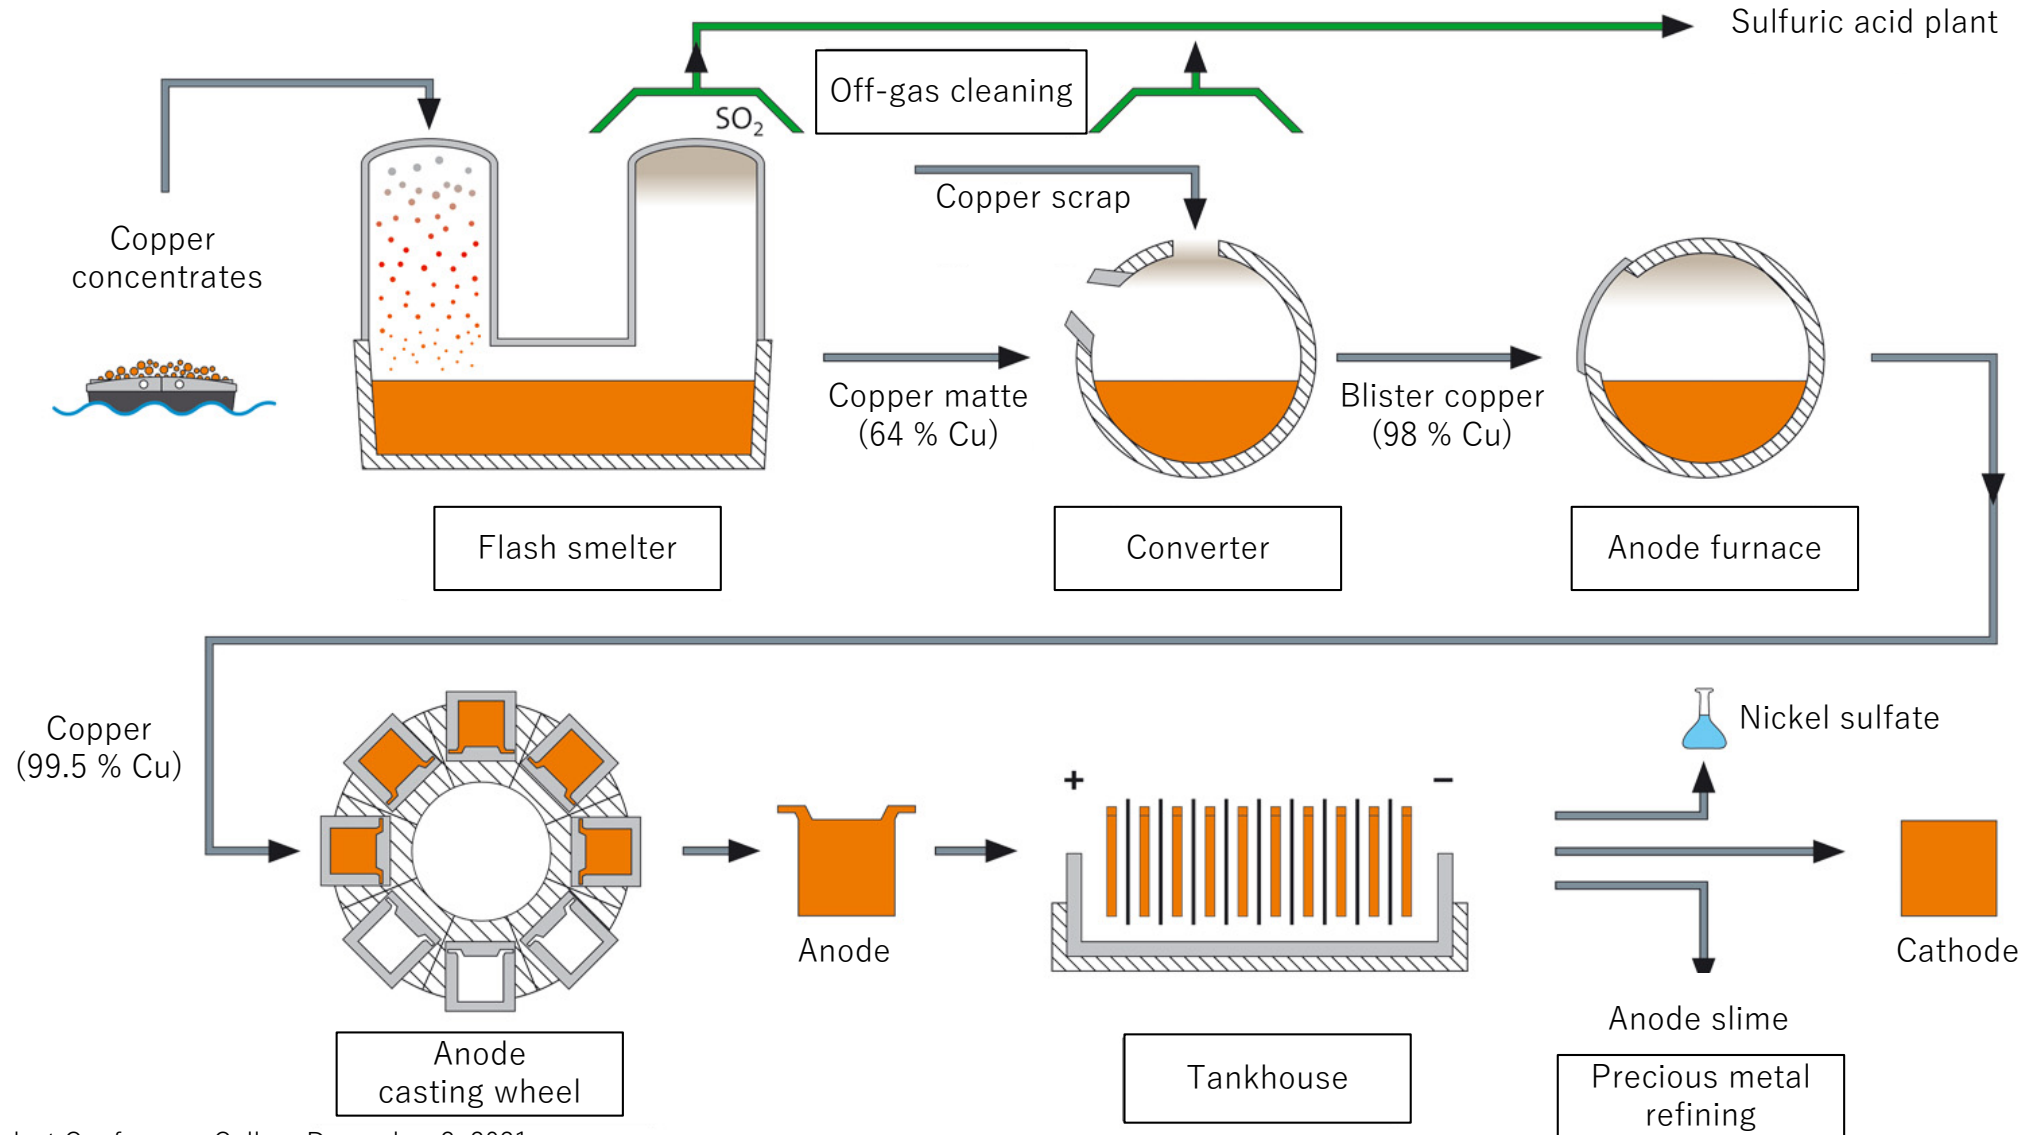 Sulfuric acid plant
Off-gas cleaning
SO₂
Copper scrap
Copper
concentrates
Copper matte
(64 % Cu)
Blister copper
(98 % Cu)
Flash smelter
Converter
Anode furnace
Copper
(99.5 % Cu)
Nickel sulfate
+
−
Anode
Cathode
Anode slime
Anode
casting wheel
Tankhouse
Precious metal
refining